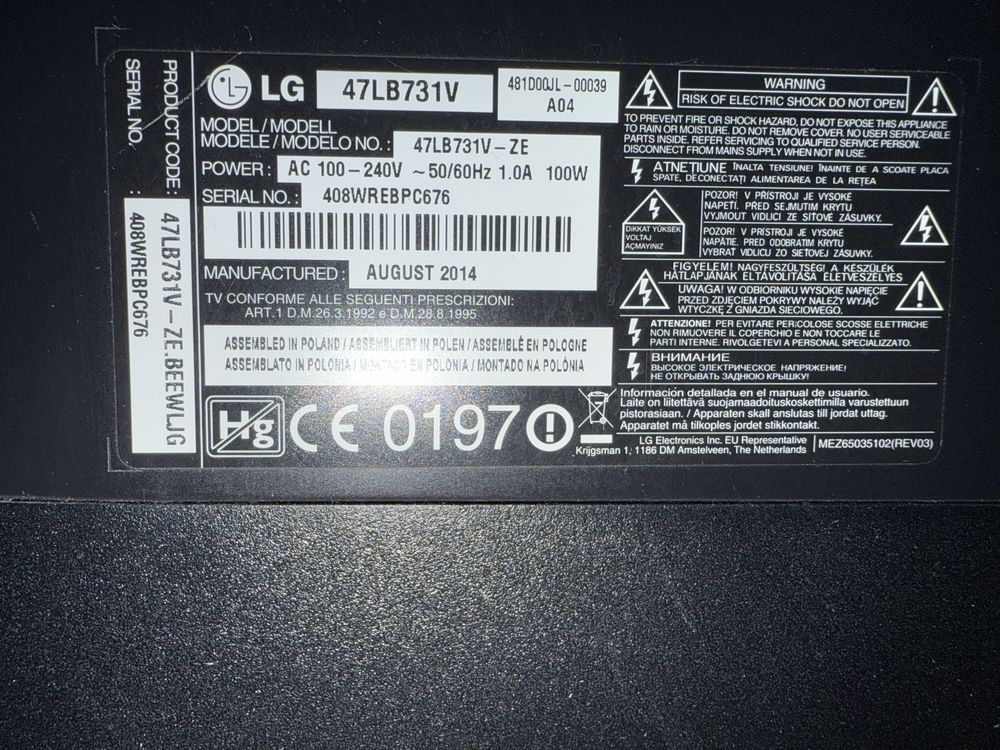 PRODUCT CODE : 47LB731V - ZE.BEEWLJG
SERIAL NO. : 408WREBPC676
LG 47LB731V
481D00JL-00039
A04
MODEL / MODELL
MODELE / MODELO NO. : 47LB731V-ZE
POWER : AC 100-240V ~50/60Hz 1.0A 100W
SERIAL NO. : 408WREBPC676
MANUFACTURED : AUGUST 2014
TV CONFORME ALLE SEGUENTI PRESCRIZIONI:
ART.1 D.M.26.3.1992 e D.M.28.8.1995
ASSEMBLED IN POLAND / ASSEMBLIERT IN POLEN / ASSEMBLÉ EN POLOGNE
ASSEMBLATO IN POLONIA / MONTADO EN POLONIA / MONTADO NA POLÓNIA
Hg CE 0197
WARNING
RISK OF ELECTRIC SHOCK DO NOT OPEN
TO PREVENT FIRE OR SHOCK HAZARD, DO NOT EXPOSE THIS APPLIANCE
TO RAIN OR MOISTURE. DO NOT REMOVE COVER. NO USER SERVICEABLE
PARTS INSIDE. REFER SERVICING TO QUALIFIED SERVICE PERSON.
DISCONNECT FROM MAINS SUPPLY WHEN NOT IN USE.
ATNEŢIUNE ÎNALTA TENSIUNE! ÎNAINTE DE A SCOATE PLACA
SPATE, DECONECTAŢI ALIMENTAREA DE LA REŢEA
DIKKAT YÜKSEK
VOLTAJ
AÇMAYINIZ
POZOR! V PŘÍSTROJI JE VYSOKÉ
NAPĚTÍ. PŘED SEJMUTIM KRYTU
VYJMOUT VIDLICI ZE SÍŤOVÉ ZÁSUVKY.
POZOR! V PRISTROJI JE VYSOKÉ
NAPÄTIE. PRED ODOBRATIM KRYTU
VYBRAT VIDLICU ZO SIETOVEJ ZÁSUVKY.
FIGYELEM! NAGYFESZÜLTSÉG! A KÉSZÜLÉK
HÁTLAPJÁNAK ELTÁVOLÍTÁSA ÉLETVESZÉLYES
UWAGA! W ODBIORNIKU WYSOKIE NAPIĘCIE
PRZED ZDJĘCIEM POKRYWY NALEŻY WYJĄĆ
WTYCZKĘ Z GNIAZDA SIECIOWEGO.
ATTENZIONE! PER EVITARE PERICOLOSE SCOSSE ELETTRICHE
NON RIMUOVERE IL COPERCHIO E NON TOCCARE LE
PARTI INTERNE. RIVOLGETEVI A PERSONAL SPECIALIZZATO.
ВНИМАНИЕ
ВЫСОКОЕ ЭЛЕКТРИЧЕСКОЕ НАПРЯЖЕНИЕ!
НЕ ОТКРЫВАТЬ ЗАДНЮЮ КРЫШКУ!
Información detallada en el manual de usuario.
Laite on liitettävä suojamaadoituskoskettimilla varustettuun
pistorasiaan. / Apparaten skall anslutas till jordat uttag.
Apparatet må tilkoples jordet stikkontakt.
LG Electronics Inc. EU Representative
Krijgsman 1, 1186 DM Amstelveen, The Netherlands
MEZ65035102(REV03)